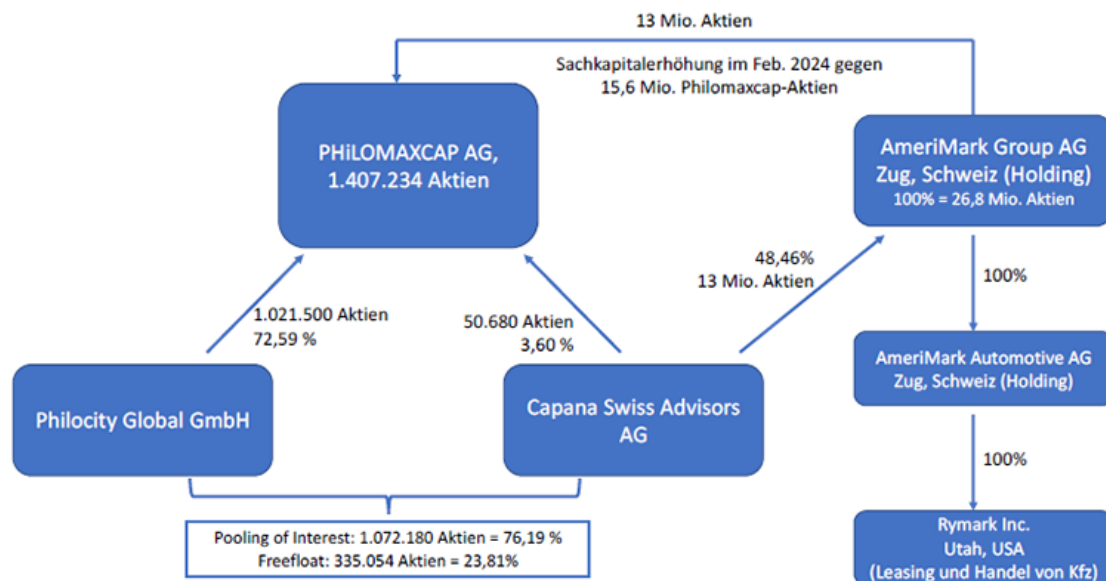 13 Mio. Aktien
Sachkapitalerhöhung im Feb. 2024 gegen
15,6 Mio. Philomaxcap-Aktien
PHiLOMAXCAP AG,
1.407.234 Aktien
AmeriMark Group AG
Zug, Schweiz (Holding)
100% = 26,8 Mio. Aktien
1.021.500 Aktien
72,59 %
50.680 Aktien
3,60 %
48,46%
13 Mio. Aktien
100%
Philocity Global GmbH
Capana Swiss Advisors
AG
AmeriMark Automotive AG
Zug, Schweiz (Holding)
100%
Pooling of Interest: 1.072.180 Aktien = 76,19 %
Freefloat: 335.054 Aktien = 23,81%
Rymark Inc.
Utah, USA
(Leasing und Handel von Kfz)